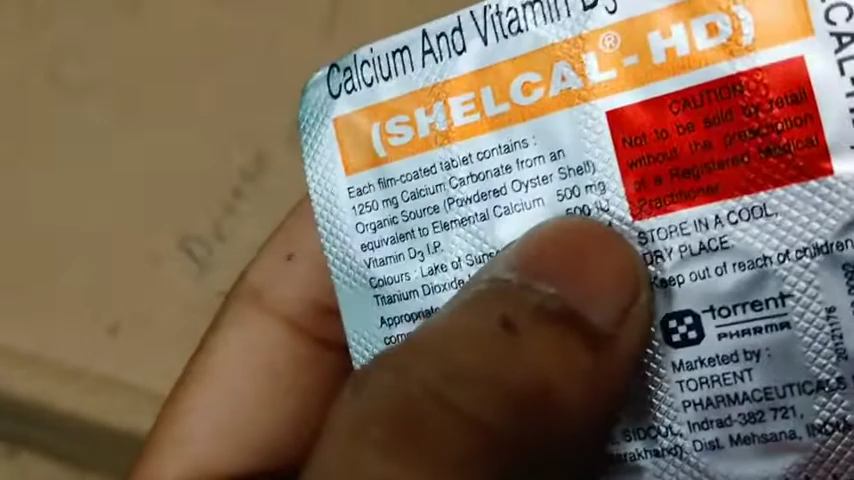 Calcium And Vitamin D3
(SHELCAL®- HD)
Each film-coated tablet contains :
1250 mg Calcium Carbonate from an
Organic Source (Powdered Oyster Shell)
equivalent to Elemental Calcium 500 mg
Vitamin D3 I.P. 500 IU
Colours : Lake of
Titanium Dioxide
Appropriate
CAUTION
Not to be sold by retail
without the prescription
of a Registered Medical
Practitioner
STORE IN A COOL,
DRY PLACE.
Keep out of reach of children
torrent
PHARMA
Marketed by :
TORRENT
PHARMACEUTICALS
Indrad-382 721,
Dist. Mehsana, INDIA